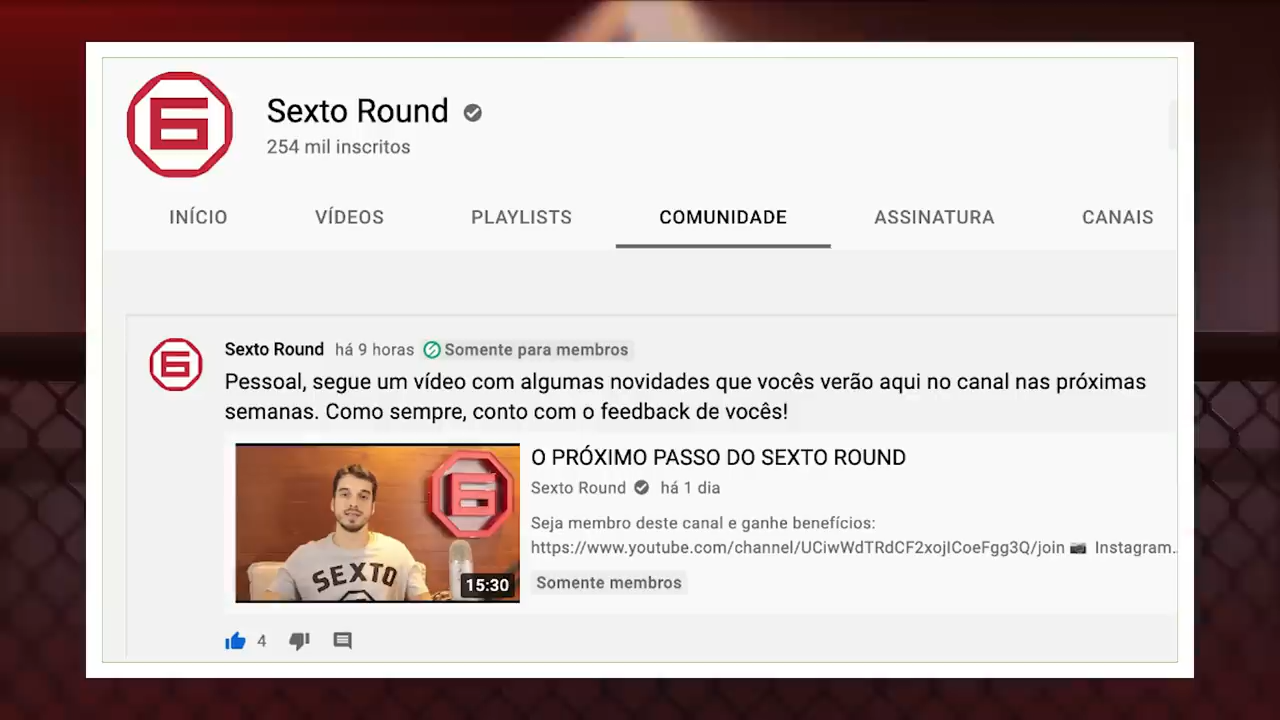 6
Sexto Round
254 mil inscritos
INÍCIO VÍDEOS PLAYLISTS COMUNIDADE ASSINATURA CANAIS
6
Sexto Round há 9 horas Somente para membros
Pessoal, segue um vídeo com algumas novidades que vocês verão aqui no canal nas próximas
semanas. Como sempre, conto com o feedback de vocês!
6
SEXTO
15:30
O PRÓXIMO PASSO DO SEXTO ROUND
Sexto Round há 1 dia
Seja membro deste canal e ganhe benefícios:
https://www.youtube.com/channel/UCiwWdTRdCF2xojICoeFgg3Q/join 📷 Instagram...
Somente membros
4